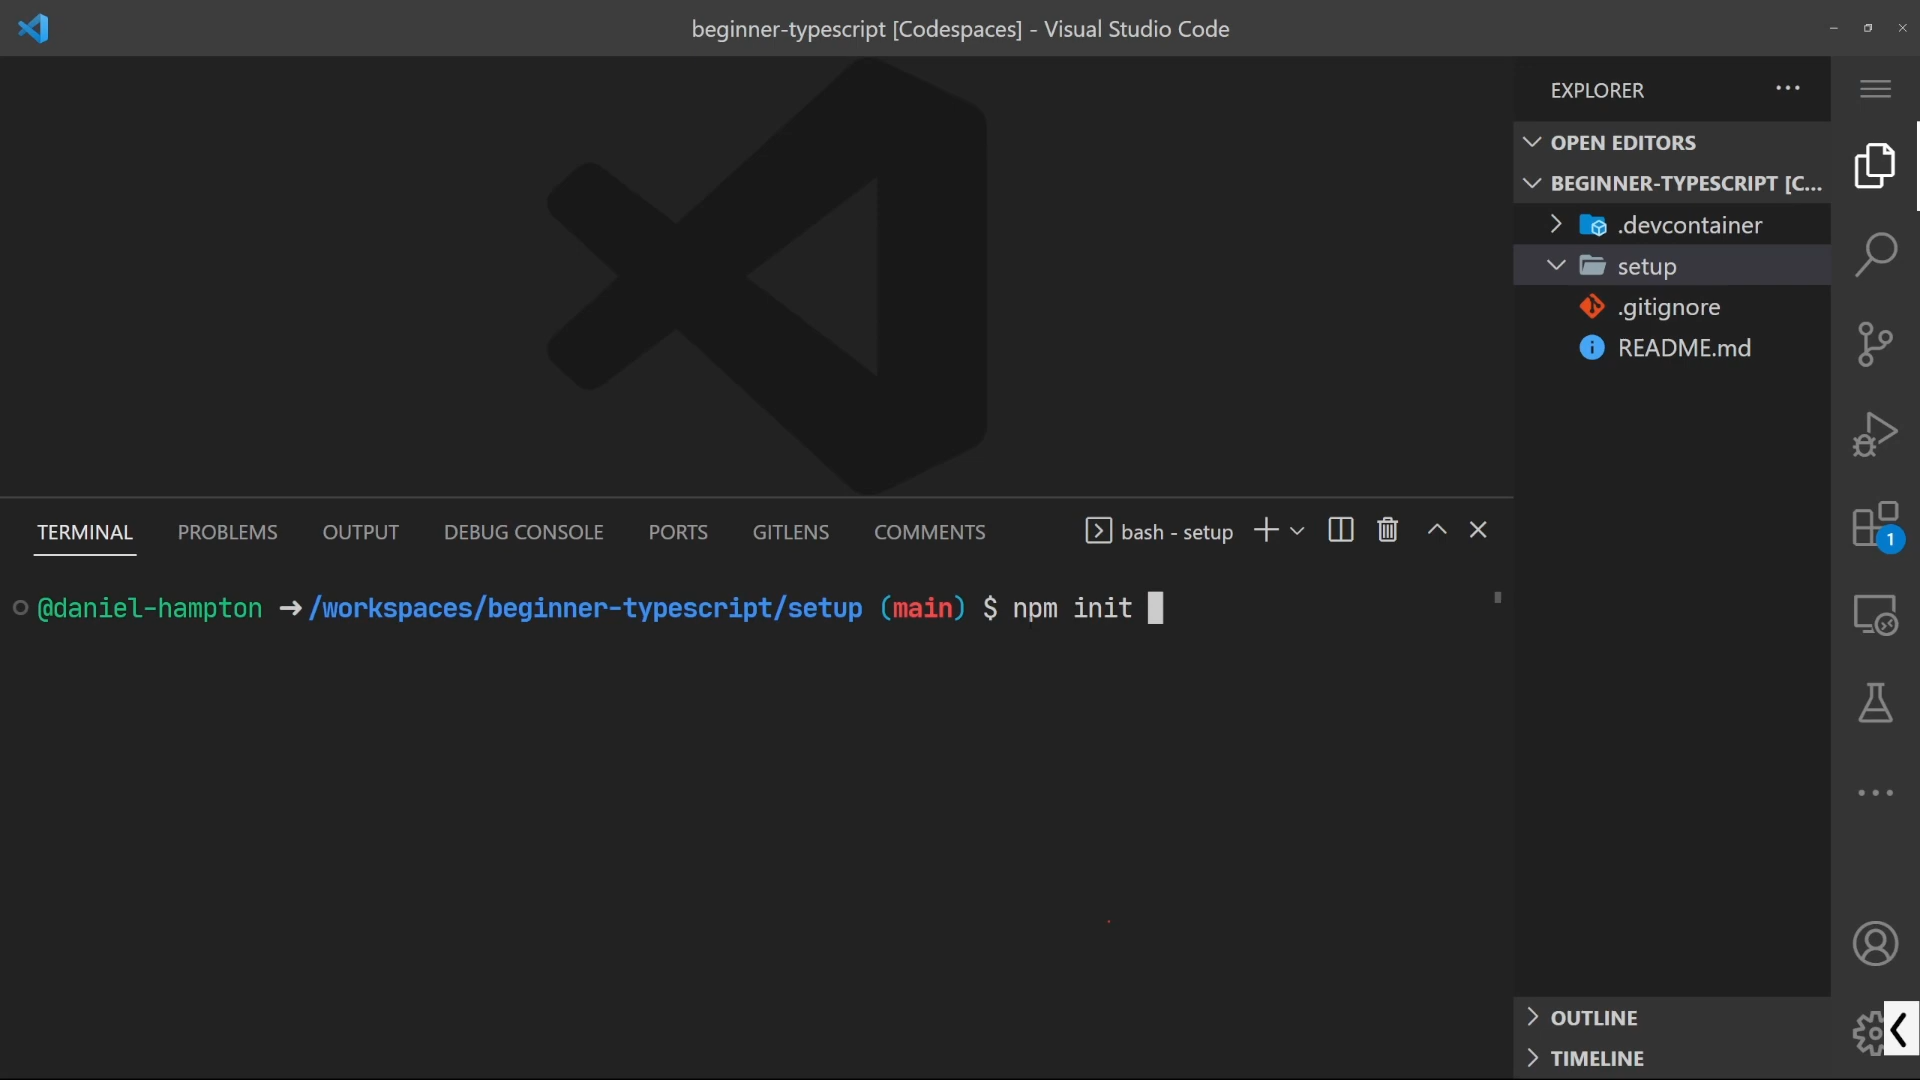 beginner-typescript [Codespaces] - Visual Studio Code
EXPLORER
OPEN EDITORS
BEGINNER-TYPESCRIPT [C...
.devcontainer
setup
.gitignore
README.md
TERMINAL PROBLEMS OUTPUT DEBUG CONSOLE PORTS GITLENS COMMENTS bash - setup
@daniel-hampton ➜ /workspaces/beginner-typescript/setup (main) $ npm init
1
OUTLINE
TIMELINE